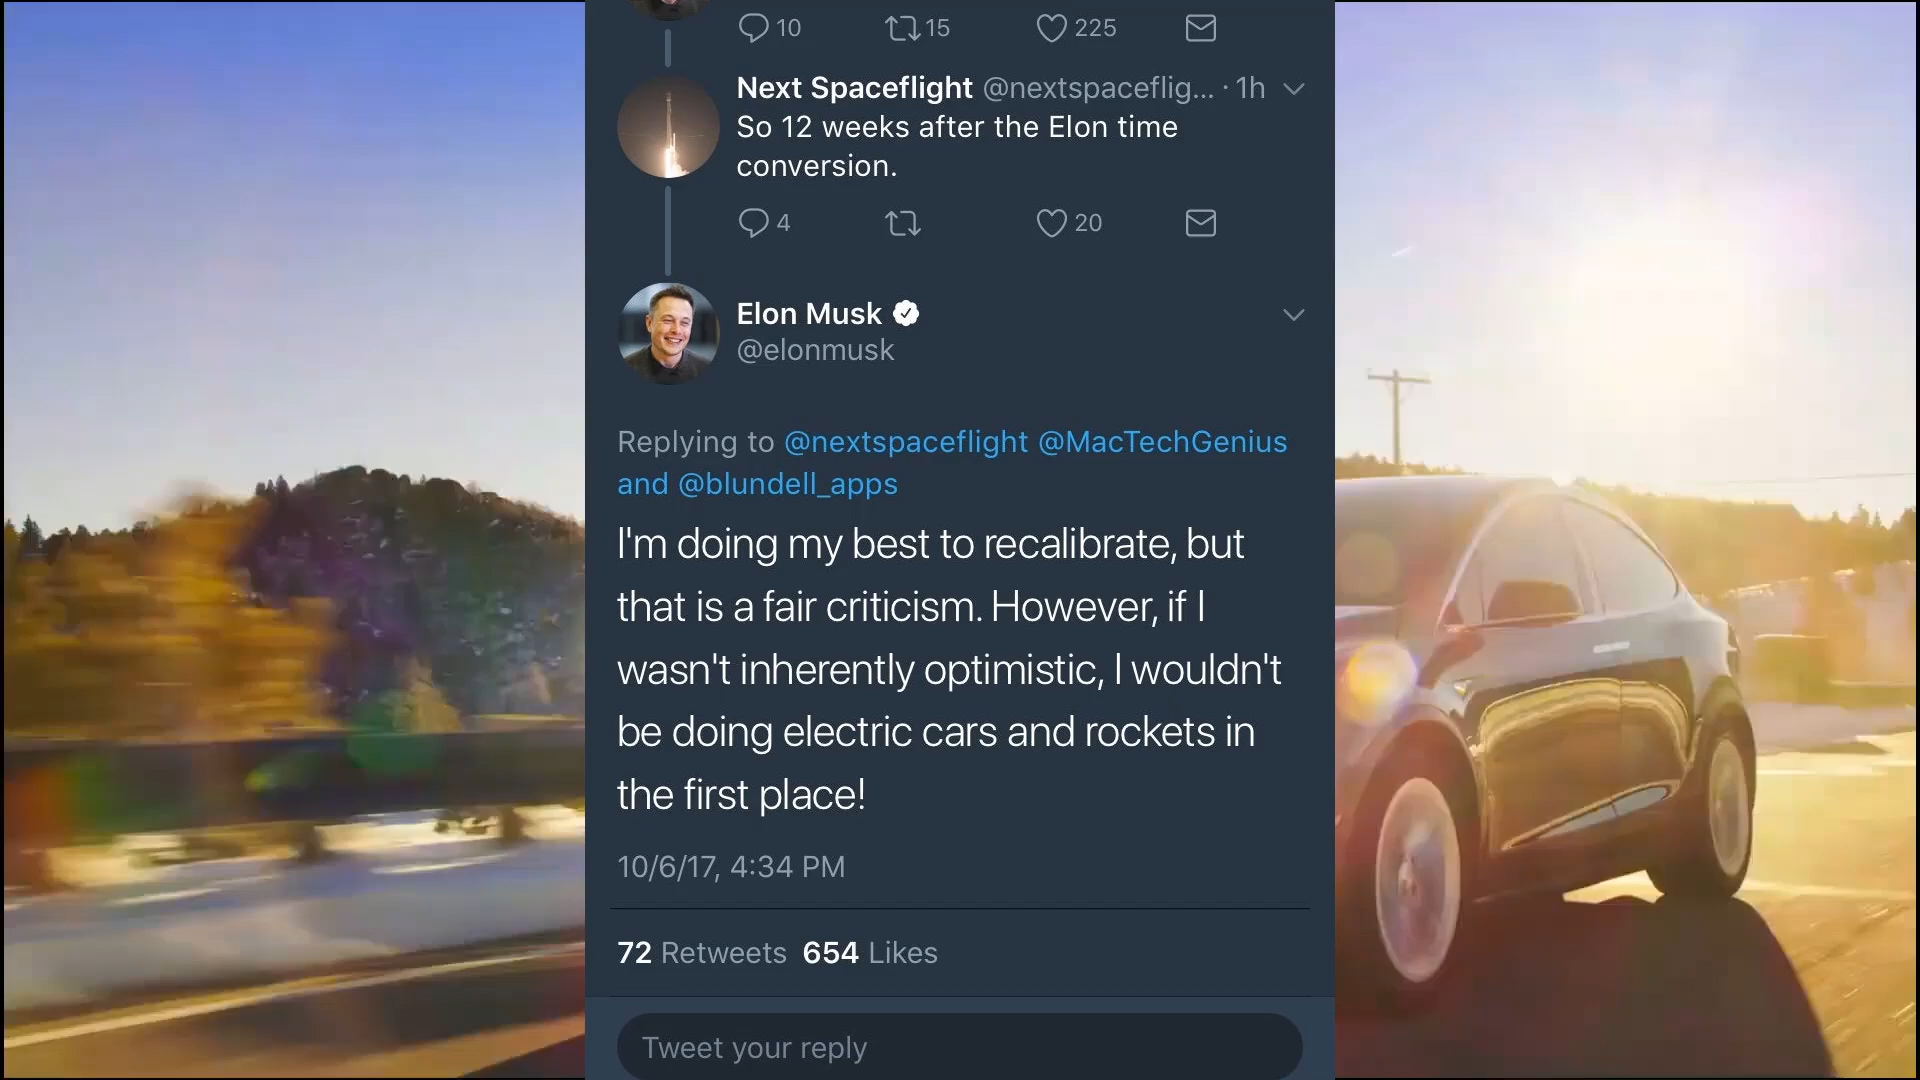 10 15 225
Next Spaceflight @nextspaceflig... · 1h
So 12 weeks after the Elon time
conversion.
4 20
Elon Musk
@elonmusk
Replying to @nextspaceflight @MacTechGenius
and @blundell_apps
I'm doing my best to recalibrate, but
that is a fair criticism. However, if I
wasn't inherently optimistic, I wouldn't
be doing electric cars and rockets in
the first place!
10/6/17, 4:34 PM
72 Retweets 654 Likes
Tweet your reply